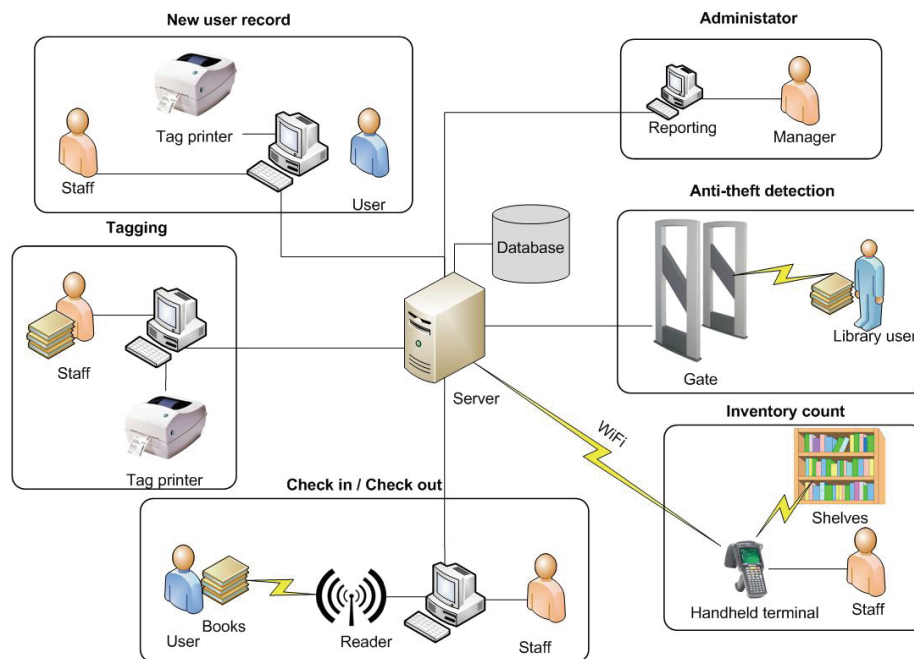 New user record
Tag printer
Staff
User
Administator
Reporting
Manager
Tagging
Staff
Tag printer
Database
Server
Anti-theft detection
Library user
Gate
WiFi
Inventory count
Shelves
Handheld terminal
Staff
Check in / Check out
User
Books
Reader
Staff